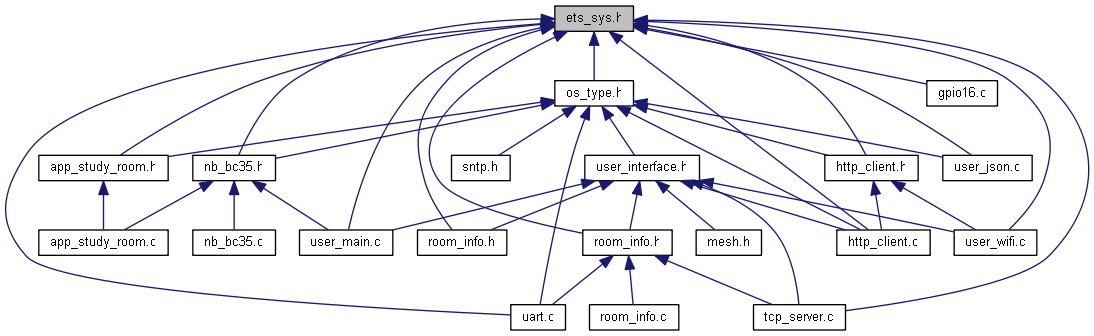 ets_sys.h
os_type.h
gpio16.c
app_study_room.h
nb_bc35.h
sntp.h
user_interface.h
http_client.h
user_json.c
app_study_room.c
nb_bc35.c
user_main.c
room_info.h
room_info.h
mesh.h
http_client.c
user_wifi.c
uart.c
room_info.c
tcp_server.c